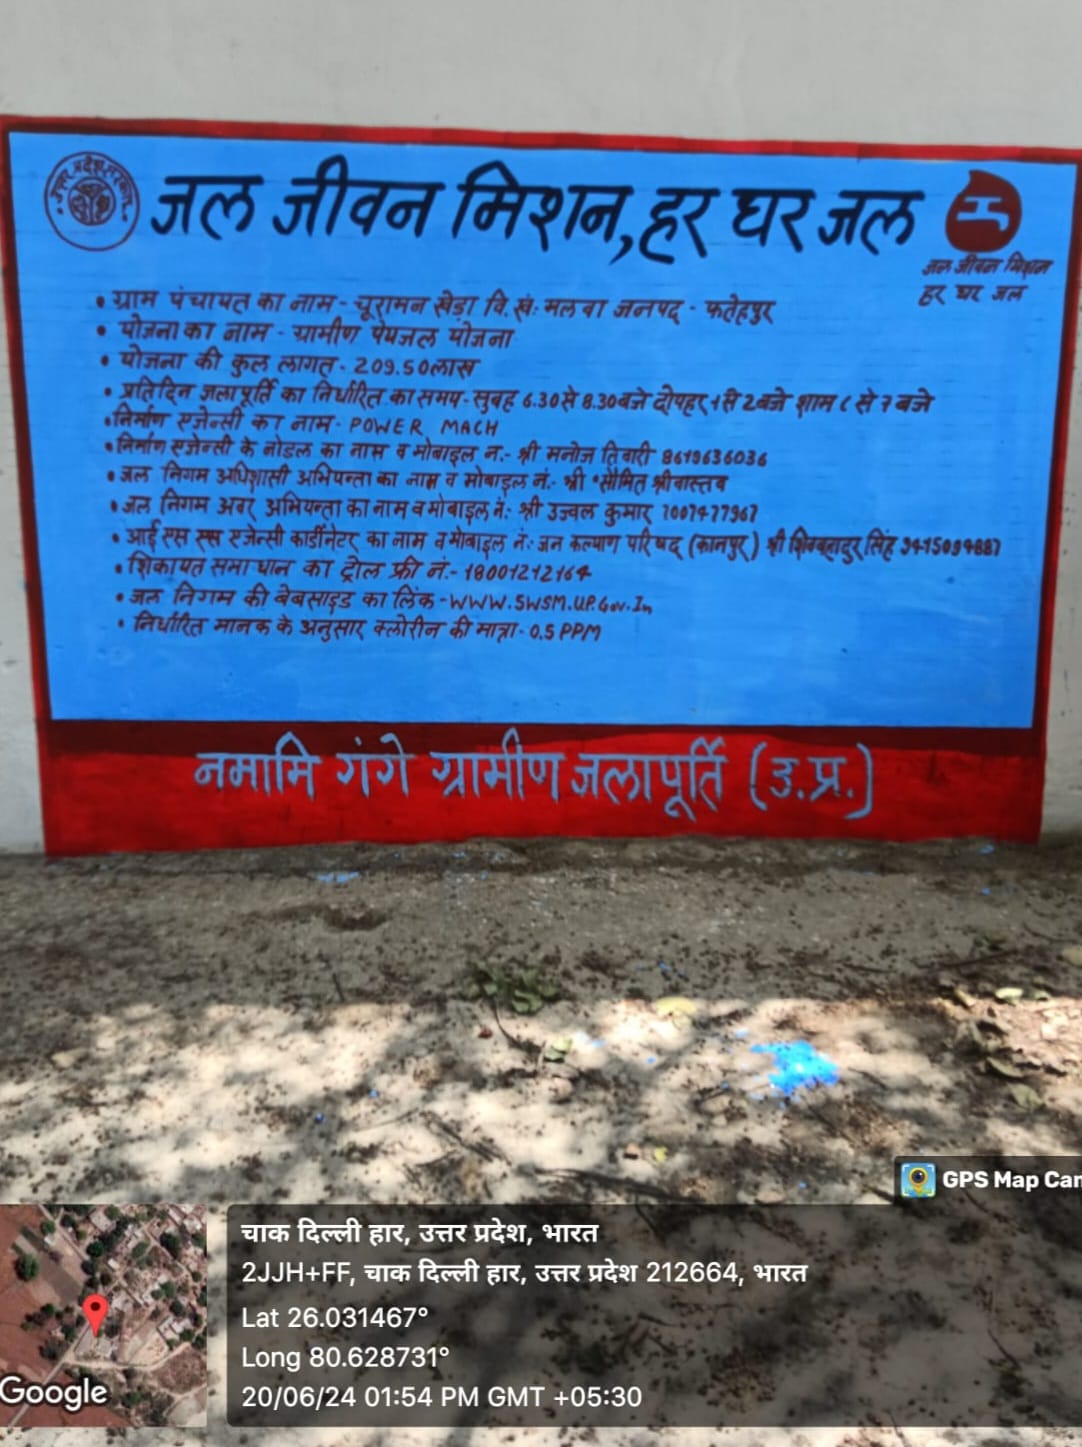 उत्तर प्रदेश सरकार
जल जीवन मिशन, हर घर जल
जल जीवन मिशन
हर घर जल
• ग्राम पंचायत का नाम - चूरामन खेड़ा वि. खं: मलवा जनपद - फतेहपुर
• योजना का नाम - ग्रामीण पेयजल योजना
• योजना की कुल लागत - 209.50 लाख
• प्रतिदिन जलापूर्ति का निर्धारित का समय - सुबह 6.30 से 8.30 बजे दोपहर 1 से 2 बजे शाम 6 से 7 बजे
• निर्माण एजेन्सी का नाम - POWER MACH
• निर्माण एजेन्सी के नोडल का नाम व मोबाइल न. - श्री मनोज तिवारी 8619636036
• जल निगम अधिशासी अभियन्ता का नाम व मोबाइल नं. - श्री सौमित श्रीवास्तव
• जल निगम अवर अभियन्ता का नाम व मोबाइल नं: श्री उज्वल कुमार 7007477967
• आई एस एस एजेन्सी कार्डीनेटर का नाम व मोबाइल नं: जन कल्याण परिषद (कानपुर) श्री शिवबहादुर सिंह 9415094887
• शिकायत समाधान का ट्रोल फ्री नं. - 18001212164
• जल निगम की बेबसाइड का लिंक - WWW.SWSM.UP.Gov.In
• निर्धारित मानक के अनुसार क्लोरीन की मात्रा - 0.5 PPM
नमामि गंगे ग्रामीण जलापूर्ति (उ.प्र.)
GPS Map Cam
चाक दिल्ली हार, उत्तर प्रदेश, भारत
2JJH+FF, चाक दिल्ली हार, उत्तर प्रदेश 212664, भारत
Lat 26.031467°
Long 80.628731°
20/06/24 01:54 PM GMT +05:30
Google